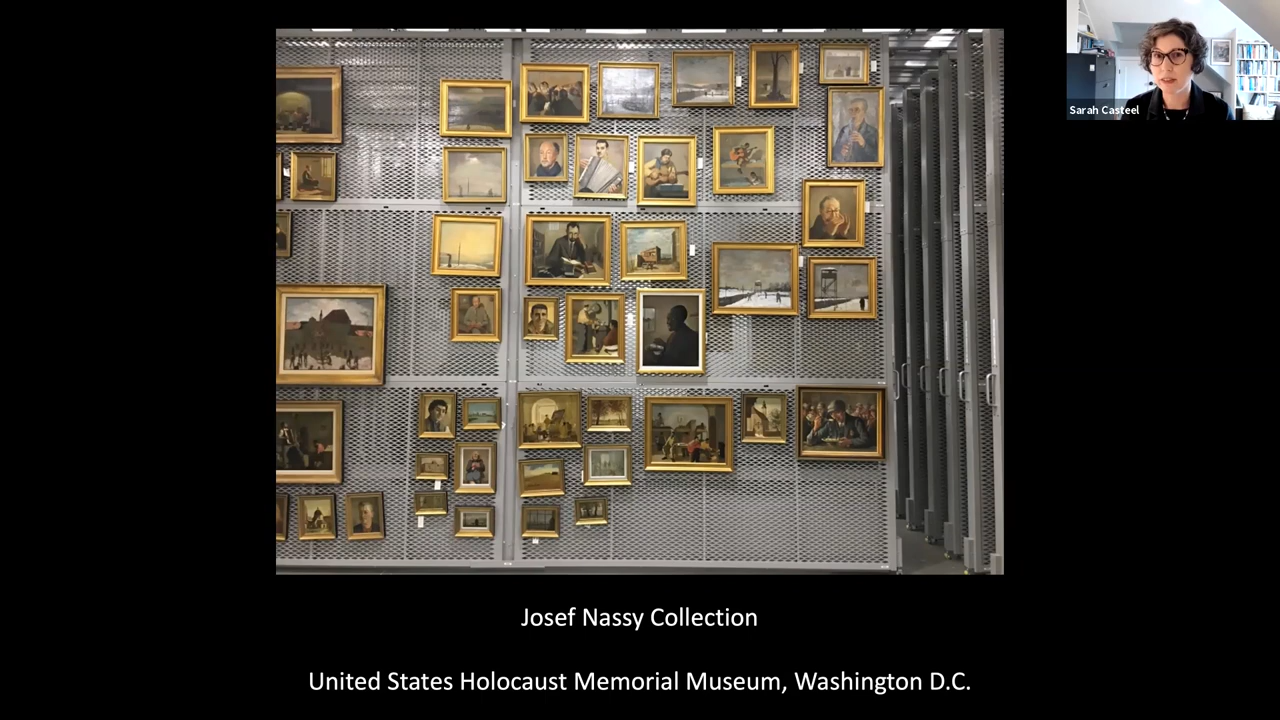 Sarah Casteel
Josef Nassy Collection
United States Holocaust Memorial Museum, Washington D.C.